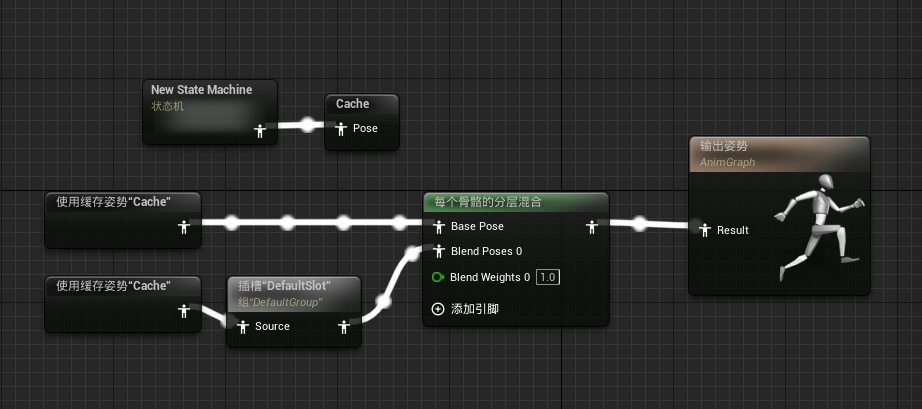 New State Machine
状态机
Cache
Pose
输出姿势
AnimGraph
Result
使用缓存姿势"Cache"
每个骨骼的分层混合
Base Pose
Blend Poses 0
Blend Weights 0 1.0
添加引脚
使用缓存姿势"Cache"
插槽"DefaultSlot"
组"DefaultGroup"
Source